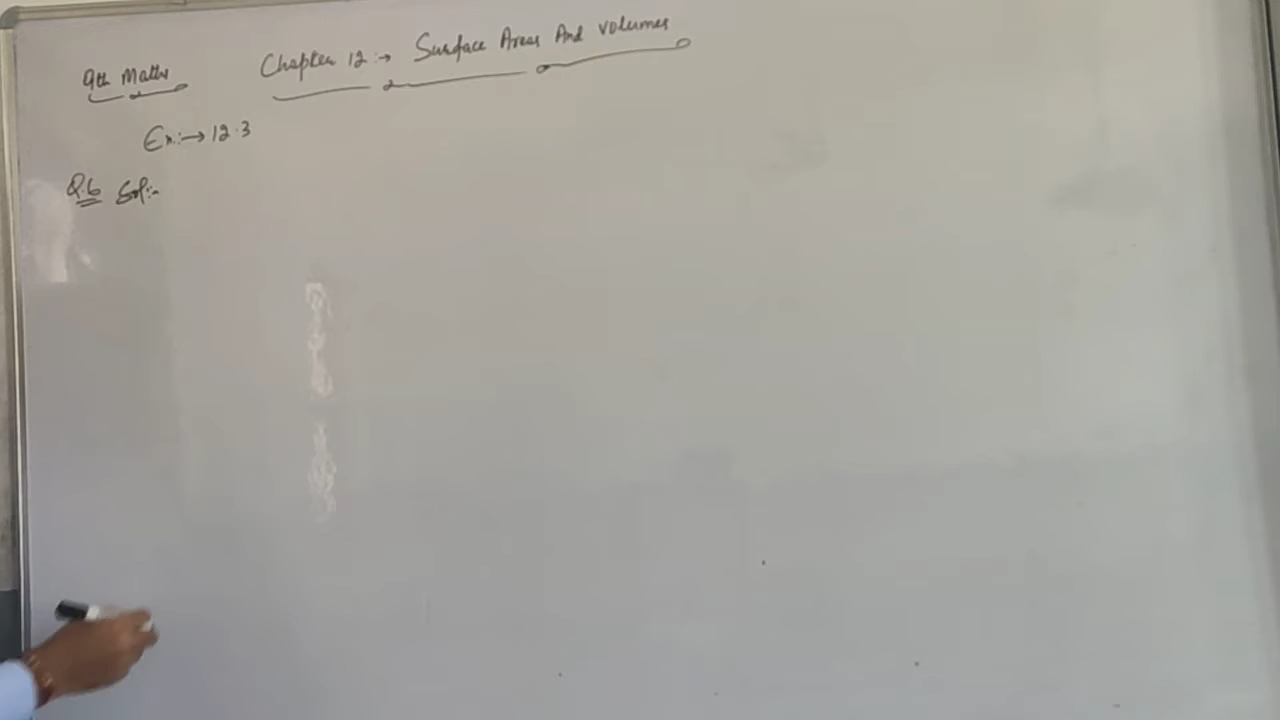 9th Maths Chapter 12:→ Surface Areas And Volumes
Ex:→ 12.3
Q.6 Sol:-